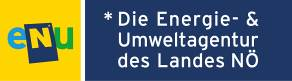 eNu
* Die Energie- &
Umweltagentur
des Landes NÖ